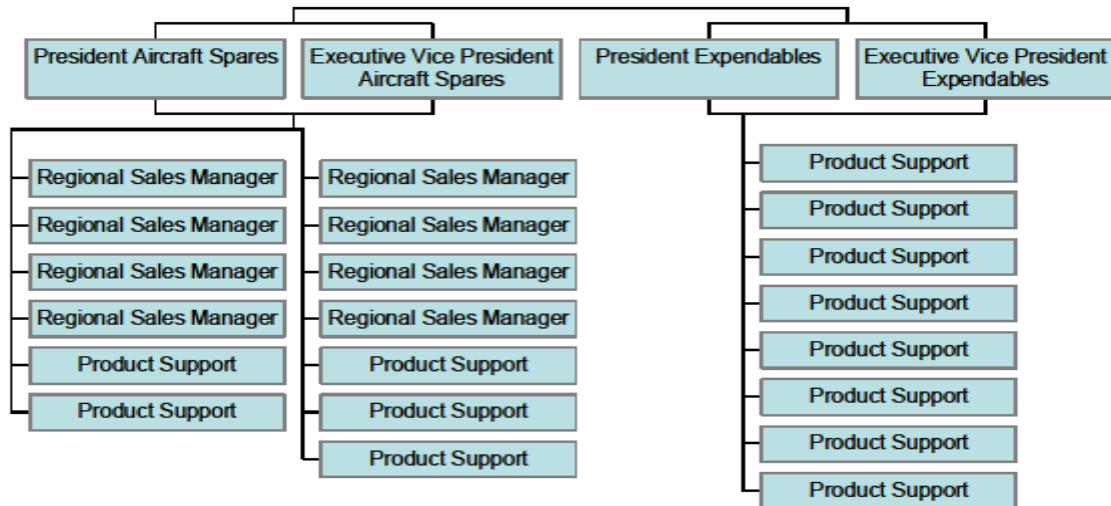 President Aircraft Spares
Executive Vice President
Aircraft Spares
President Expendables
Executive Vice President
Expendables
Regional Sales Manager
Regional Sales Manager
Regional Sales Manager
Regional Sales Manager
Product Support
Product Support
Regional Sales Manager
Regional Sales Manager
Regional Sales Manager
Regional Sales Manager
Product Support
Product Support
Product Support
Product Support
Product Support
Product Support
Product Support
Product Support
Product Support
Product Support
Product Support